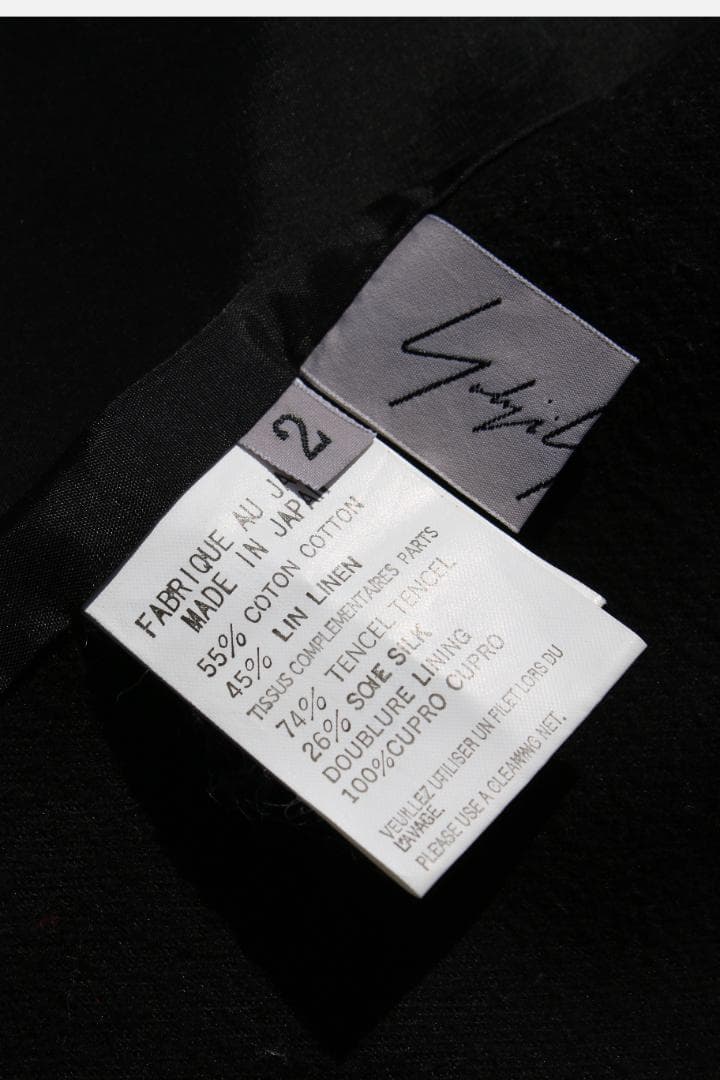 Sybil
2
FABRIQUE AU JA
MADE IN JAPAN
55% COTON COTTON
45% LIN LINEN
TISSUS COMPLEMENTAIRES PARTS
74% TENCEL TENCEL
26% SOIE SILK
DOUBLURE LINING
100%CUPRO CUPRO
VEUILLEZ UTILISER UN FILET LORS DU
LAVAGE.
PLEASE USE A CLEANING NET.